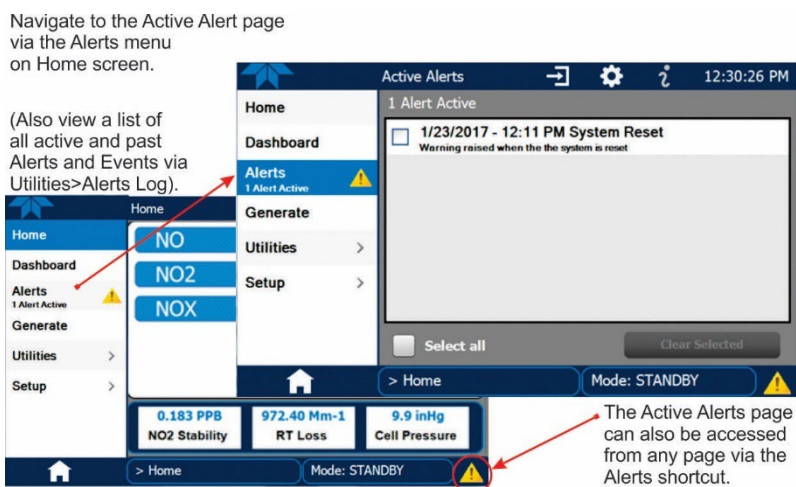 Navigate to the Active Alert page
via the Alerts menu
on Home screen.
(Also view a list of
all active and past
Alerts and Events via
Utilities>Alerts Log).
Active Alerts
12:30:26 PM
Home
Dashboard
Alerts
1 Alert Active
Generate
Utilities >
Setup >
1 Alert Active
1/23/2017 - 12:11 PM System Reset
Warning raised when the the system is reset
Select all
Clear Selected
> Home
Mode: STANDBY
Home
Home
Dashboard
Alerts
1 Alert Active
Generate
Utilities >
Setup >
NO
NO2
NOX
0.183 PPB
NO2 Stability
972.40 Mm-1
RT Loss
9.9 inHg
Cell Pressure
> Home
Mode: STANDBY
The Active Alerts page
can also be accessed
from any page via the
Alerts shortcut.